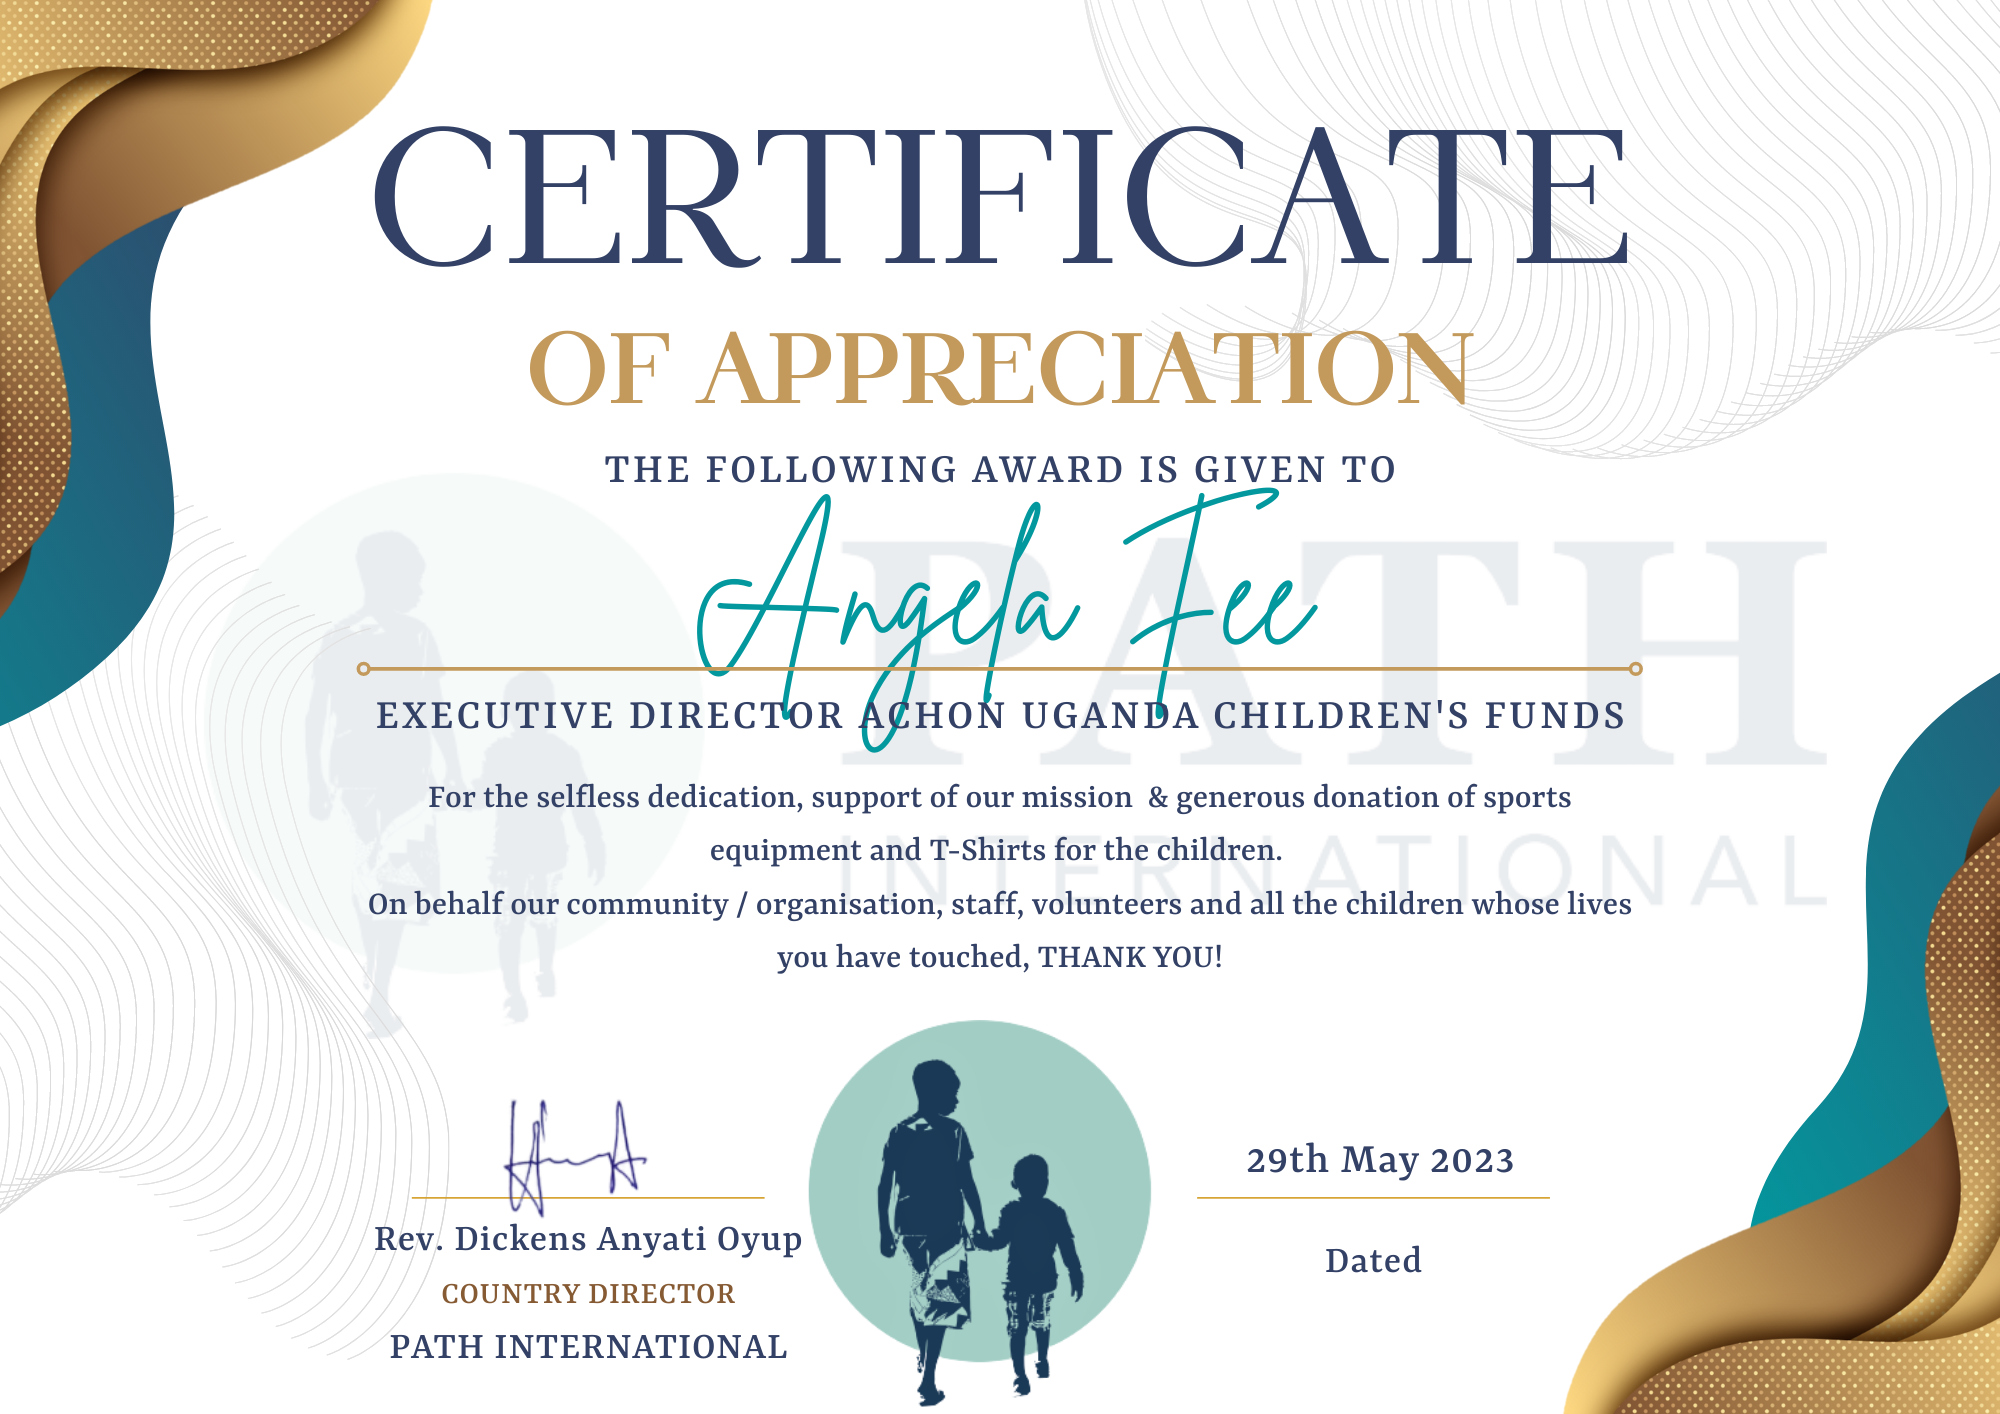 CERTIFICATE
OF APPRECIATION
THE FOLLOWING AWARD IS GIVEN TO
Angela Fee
EXECUTIVE DIRECTOR ACHON UGANDA CHILDREN'S FUNDS
For the selfless dedication, support of our mission & generous donation of sports
equipment and T-Shirts for the children.
On behalf our community / organisation, staff, volunteers and all the children whose lives
you have touched, THANK YOU!
PATH
INTERNATIONAL
Rev. Dickens Anyati Oyup
COUNTRY DIRECTOR
PATH INTERNATIONAL
29th May 2023
Dated